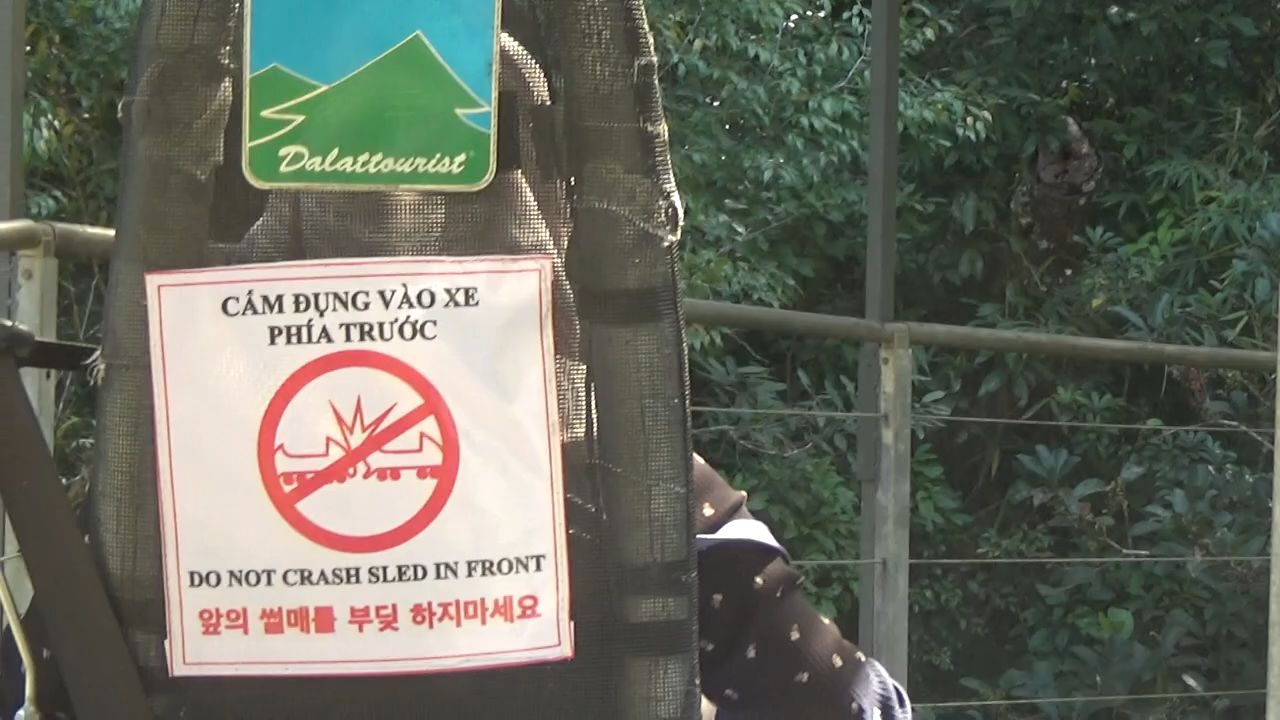 Dalattourist
CẤM ĐỤNG VÀO XE
PHÍA TRƯỚC
DO NOT CRASH SLED IN FRONT
앞의 썰매를 부딪 하지마세요